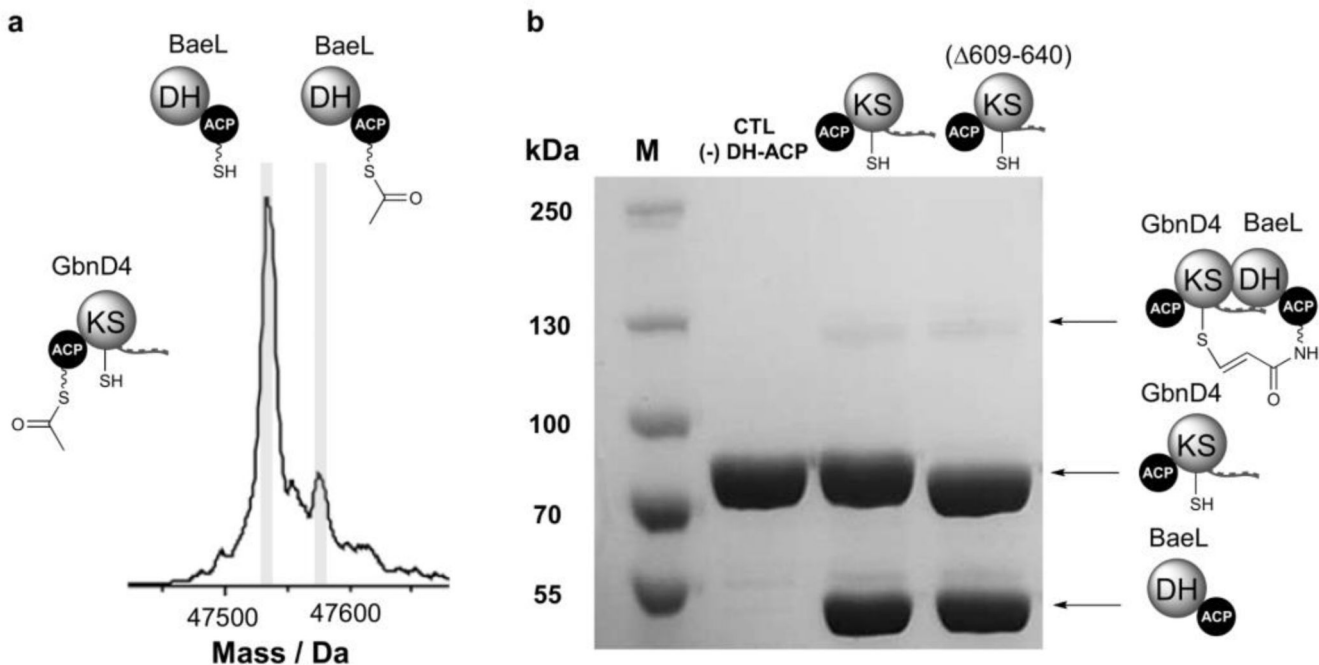 a
BaeL
BaeL
DH
ACP
SH
DH
ACP
S
O
GbnD4
KS
ACP
SH
S
O
47500
47600
Mass / Da
b
(Δ609-640)
KS
ACP
SH
KS
ACP
SH
CTL
kDa
M
(-) DH-ACP
250
130
100
70
55
GbnD4
BaeL
KS
DH
ACP
ACP
S
NH
O
GbnD4
KS
ACP
SH
BaeL
DH
ACP